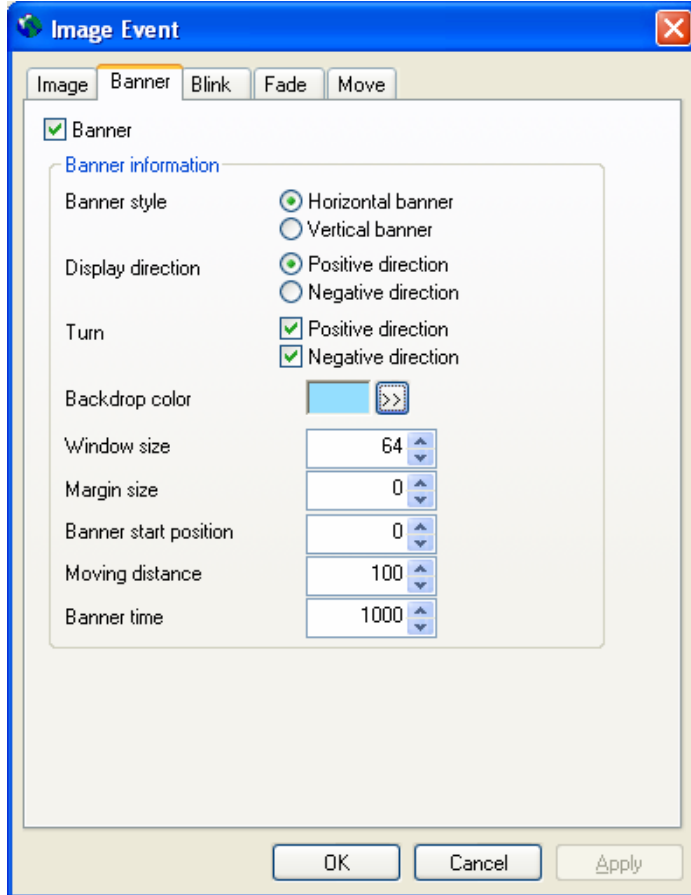 Image Event
Image Banner Blink Fade Move
Banner
Banner information
Banner style Horizontal banner
Vertical banner
Display direction Positive direction
Negative direction
Turn Positive direction
Negative direction
Backdrop color >>
Window size 64
Margin size 0
Banner start position 0
Moving distance 100
Banner time 1000
OK Cancel Apply